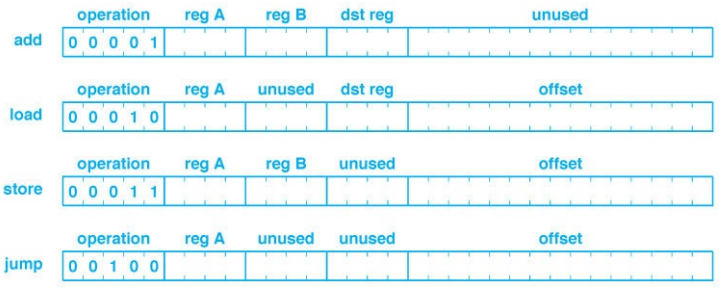 operation reg A reg B dst reg unused
add 0 0 0 0 1
operation reg A unused dst reg offset
load 0 0 0 1 0
operation reg A reg B unused offset
store 0 0 0 1 1
operation reg A unused unused offset
jump 0 0 1 0 0